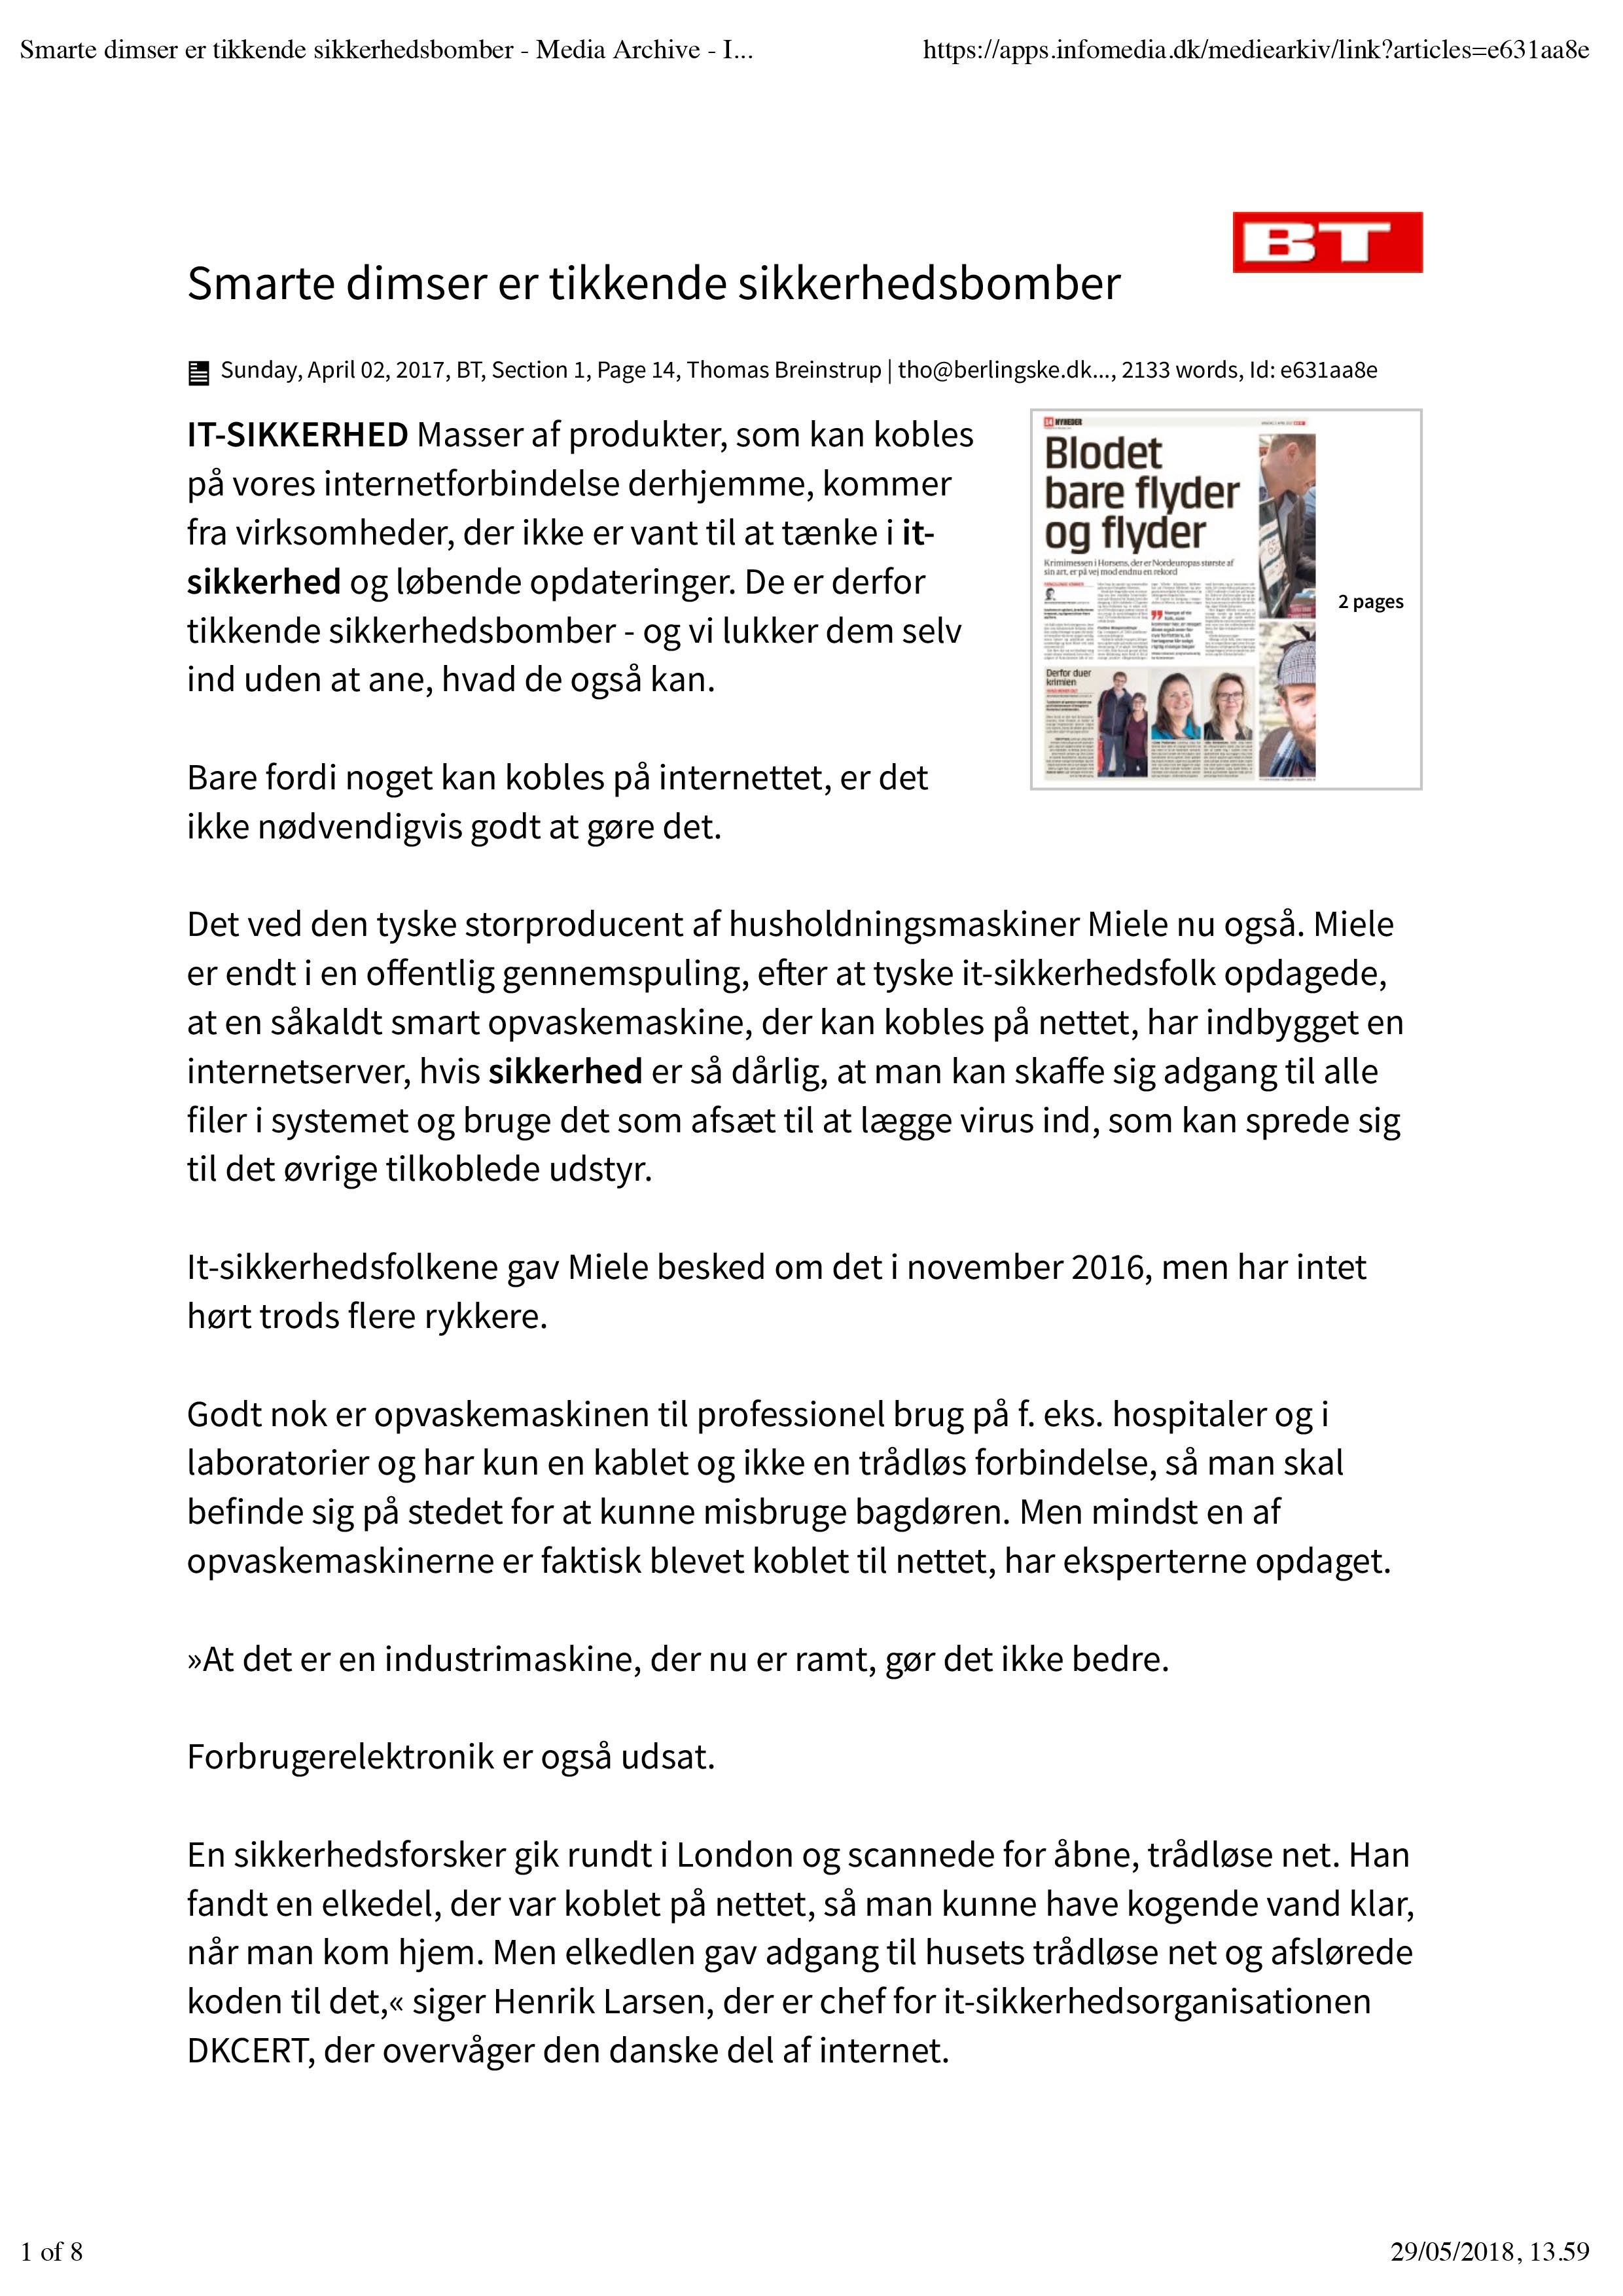 Smarte dimser er tikkende sikkerhedsbomber - Media Archive - I...
https://apps.infomedia.dk/mediearkiv/link?articles=e631aa8e
BT
Smarte dimser er tikkende sikkerhedsbomber
Sunday, April 02, 2017, BT, Section 1, Page 14, Thomas Breinstrup | tho@berlingske.dk..., 2133 words, Id: e631aa8e
IT-SIKKERHED Masser af produkter, som kan kobles
på vores internetforbindelse derhjemme, kommer
fra virksomheder, der ikke er vant til at tænke i it-
sikkerhed og løbende opdateringer. De er derfor
tikkende sikkerhedsbomber - og vi lukker dem selv
ind uden at ane, hvad de også kan.
14 NYHEDER
Blodet
bare flyder
og flyder
Krimimessen i Horsens, der er Nordeuropas største af
sin art, er på vej mod endnu en rekord
Derfor duer
krimien
2 pages
Bare fordi noget kan kobles på internettet, er det
ikke nødvendigvis godt at gøre det.
Det ved den tyske storproducent af husholdningsmaskiner Miele nu også. Miele
er endt i en offentlig gennemspuling, efter at tyske it-sikkerhedsfolk opdagede,
at en såkaldt smart opvaskemaskine, der kan kobles på nettet, har indbygget en
internetserver, hvis sikkerhed er så dårlig, at man kan skaffe sig adgang til alle
filer i systemet og bruge det som afsæt til at lægge virus ind, som kan sprede sig
til det øvrige tilkoblede udstyr.
It-sikkerhedsfolkene gav Miele besked om det i november 2016, men har intet
hørt trods flere rykkere.
Godt nok er opvaskemaskinen til professionel brug på f. eks. hospitaler og i
laboratorier og har kun en kablet og ikke en trådløs forbindelse, så man skal
befinde sig på stedet for at kunne misbruge bagdøren. Men mindst en af
opvaskemaskinerne er faktisk blevet koblet til nettet, har eksperterne opdaget.
»At det er en industrimaskine, der nu er ramt, gør det ikke bedre.
Forbrugerelektronik er også udsat.
En sikkerhedsforsker gik rundt i London og scannede for åbne, trådløse net. Han
fandt en elkedel, der var koblet på nettet, så man kunne have kogende vand klar,
når man kom hjem. Men elkedlen gav adgang til husets trådløse net og afslørede
koden til det,« siger Henrik Larsen, der er chef for it-sikkerhedsorganisationen
DKCERT, der overvåger den danske del af internet.
1 of 8
29/05/2018, 13.59